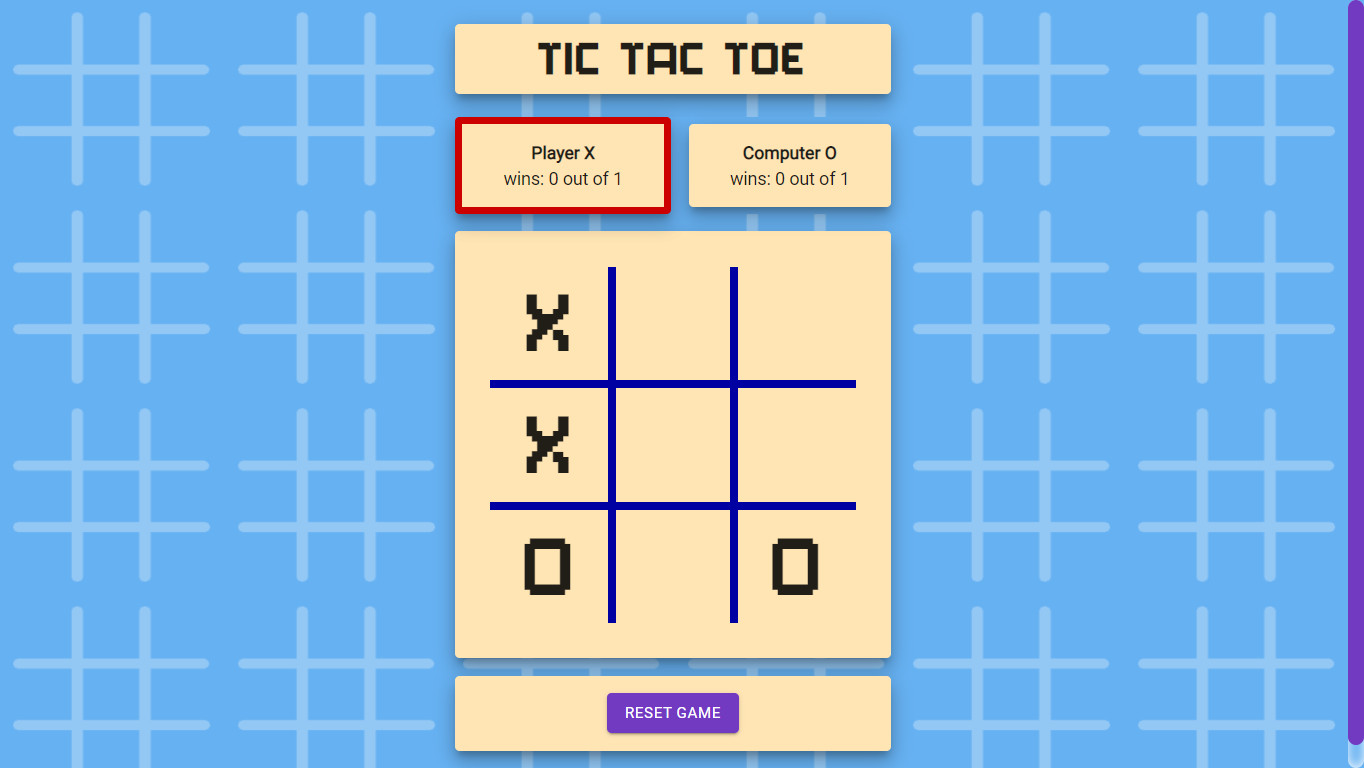 TIC TAC TOE
Player X
wins: 0 out of 1
Computer O
wins: 0 out of 1
X
X
O O
RESET GAME